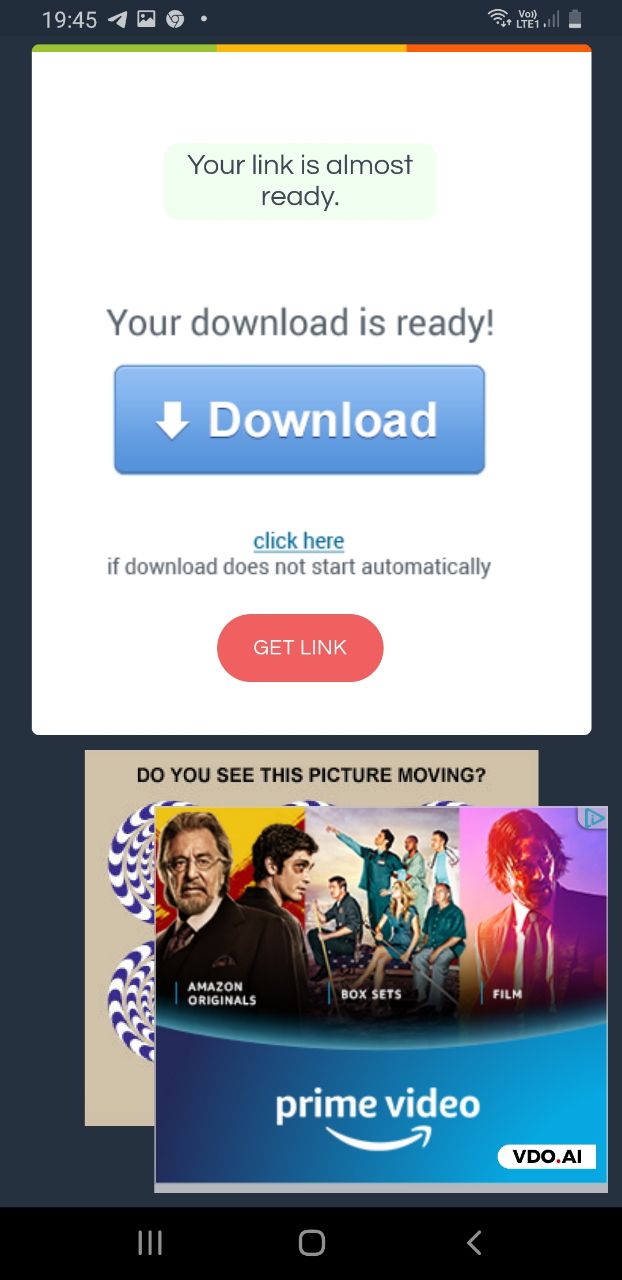 19:45
Vo))
LTE1
Your link is almost
ready.
Your download is ready!
Download
click here
if download does not start automatically
GET LINK
DO YOU SEE THIS PICTURE MOVING?
AMAZON
ORIGINALS
BOX SETS
FILM
prime video
VDO.AI